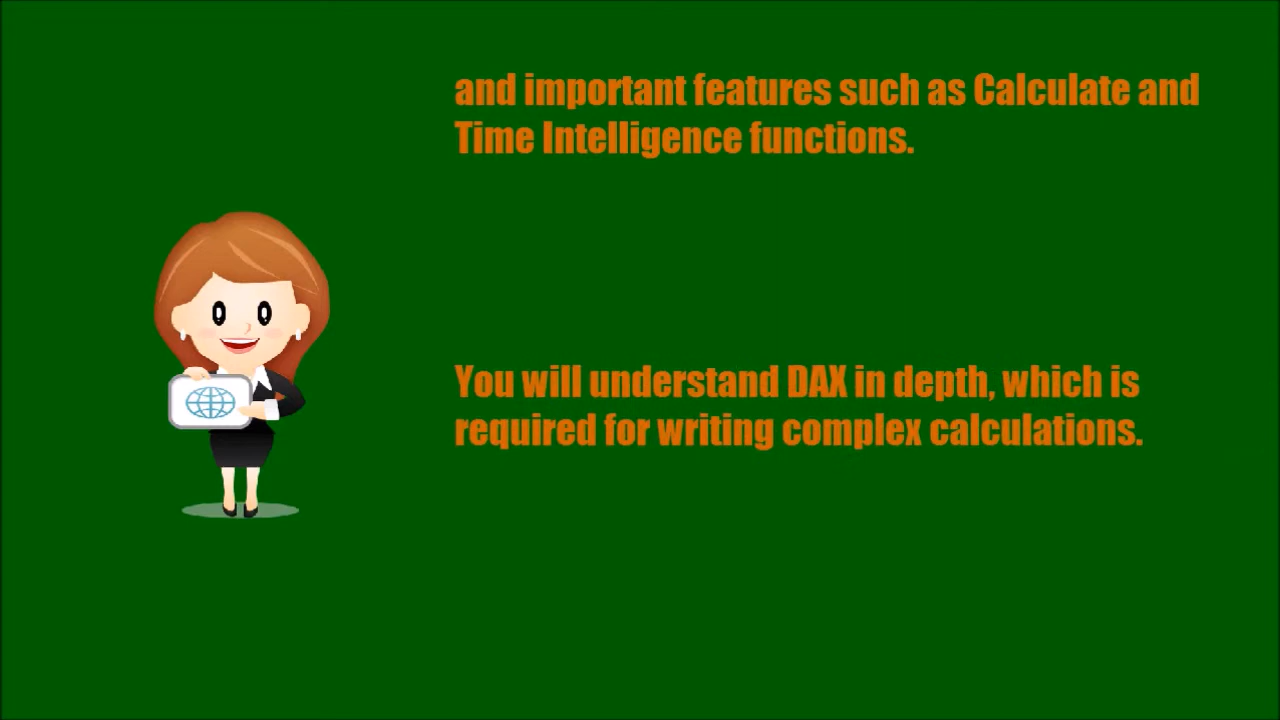 and important features such as Calculate and
Time Intelligence functions.
You will understand DAX in depth, which is
required for writing complex calculations.